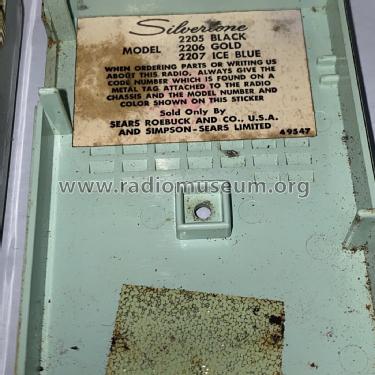 Silvertone
2205 BLACK
MODEL 2206 GOLD
2207 ICE BLUE
WHEN ORDERING PARTS OR WRITING US
ABOUT THIS RADIO, ALWAYS GIVE THE
CODE NUMBER WHICH IS FOUND ON A
METAL TAG ATTACHED TO THE RADIO
CHASSIS AND THE MODEL NUMBER AND
COLOR SHOWN ON THIS STICKER
Sold Only By
SEARS ROEBUCK AND CO., U.S.A.
AND SIMPSON-SEARS LIMITED
49547
www.radiomuseum.org